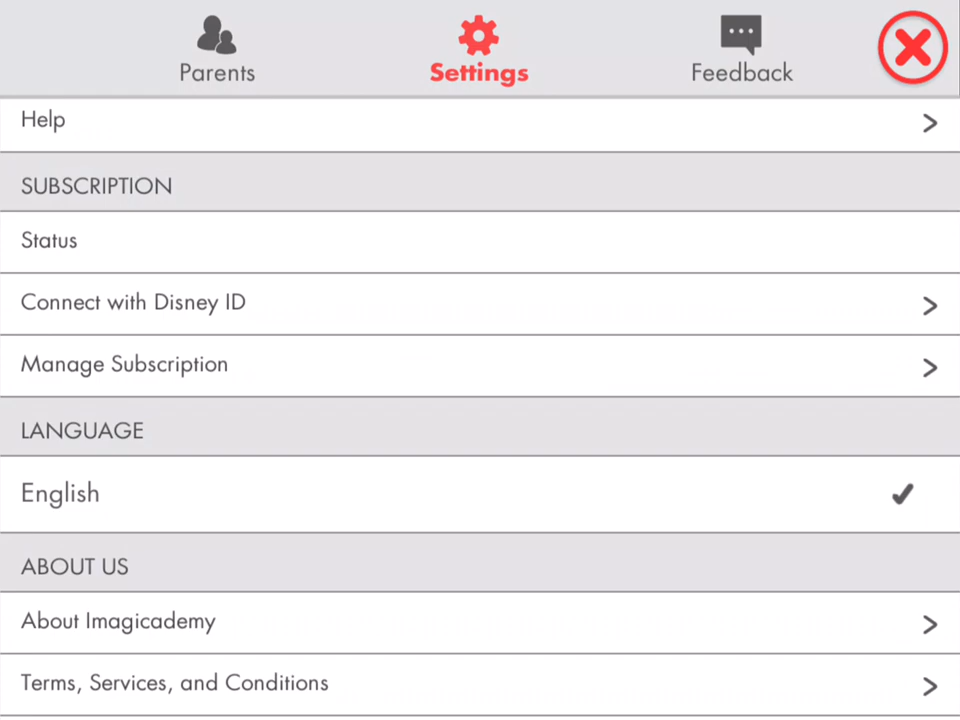 Parents
Settings
Feedback
Help
SUBSCRIPTION
Status
Connect with Disney ID
Manage Subscription
LANGUAGE
English
ABOUT US
About Imagicademy
Terms, Services, and Conditions